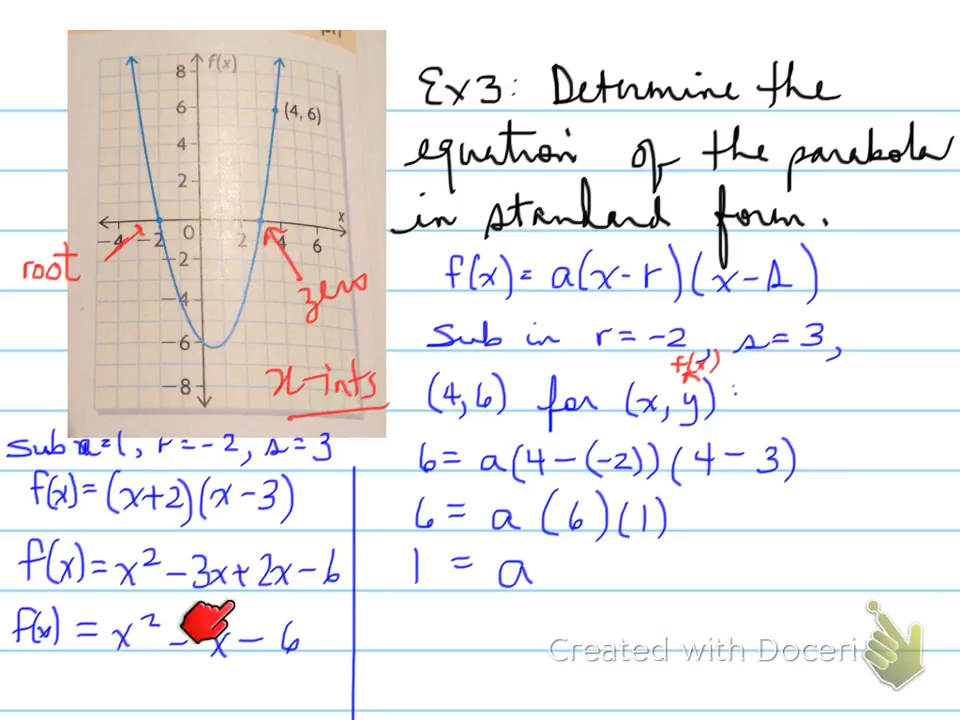 f(x)
8
6
(4, 6)
4
2
x
-4 -2 0 2 4 6
-2
-4
-6
-8
root
zero
x-ints
Ex 3: Determine the
equation of the parabola
in standard form.
f(x) = a(x - r)(x - s)
Sub in r = -2, s = 3,
f(x)
(4, 6) for (x, y):
6 = a(4 - (-2))(4 - 3)
6 = a (6)(1)
1 = a
Sub a = 1, r = -2, s = 3
f(x) = (x+2)(x - 3)
f(x) = x² - 3x + 2x - 6
f(x) = x² - x - 6
Created with Doceri